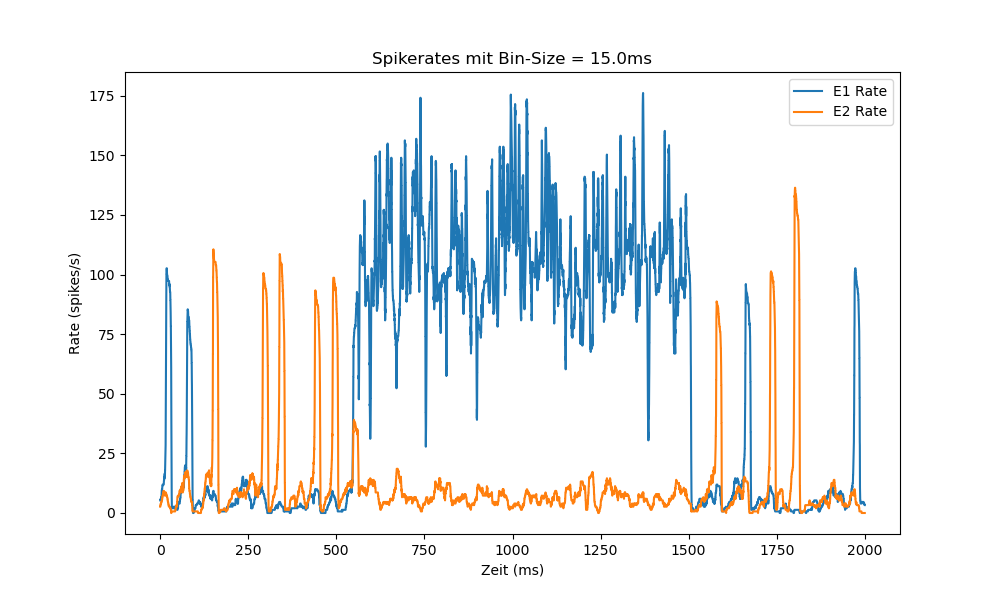 Spikerates mit Bin-Size = 15.0ms
E1 Rate
E2 Rate
175
150
125
100
75
50
25
0
Rate (spikes/s)
0 250 500 750 1000 1250 1500 1750 2000
Zeit (ms)